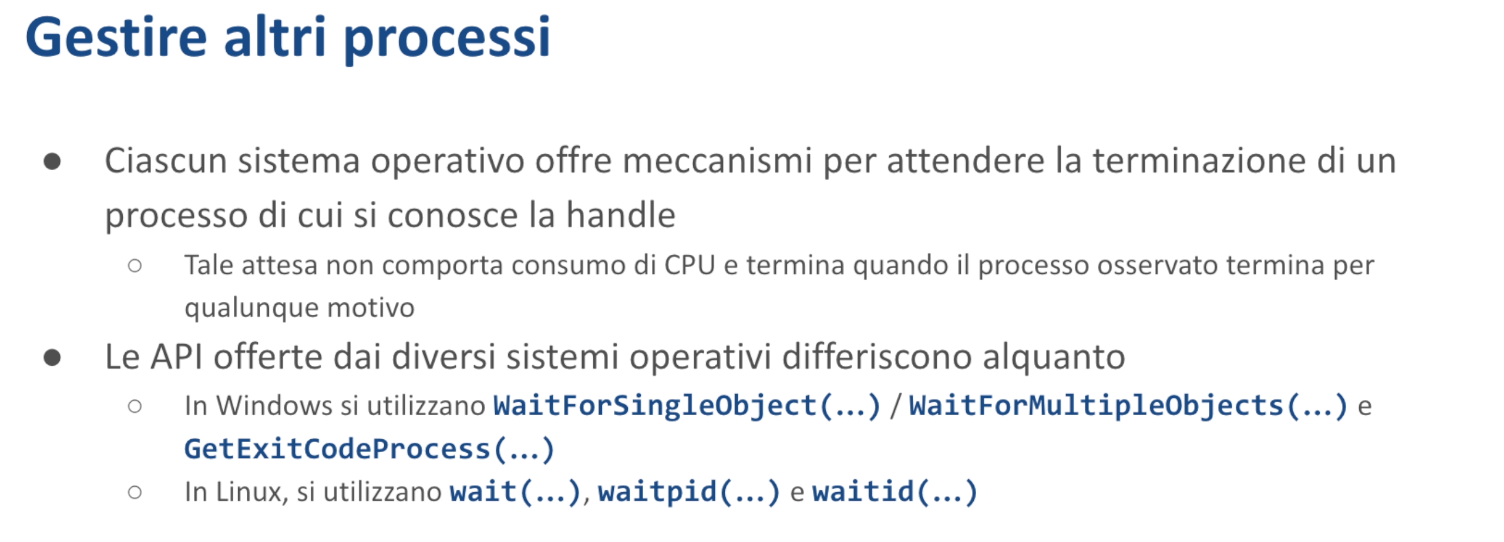 Gestire altri processi
● Ciascun sistema operativo offre meccanismi per attendere la terminazione di un
processo di cui si conosce la handle
○ Tale attesa non comporta consumo di CPU e termina quando il processo osservato termina per
qualunque motivo
● Le API offerte dai diversi sistemi operativi differiscono alquanto
○ In Windows si utilizzano WaitForSingleObject(...) / WaitForMultipleObjects(...) e
GetExitCodeProcess(...)
○ In Linux, si utilizzano wait(...), waitpid(...) e waitid(...)